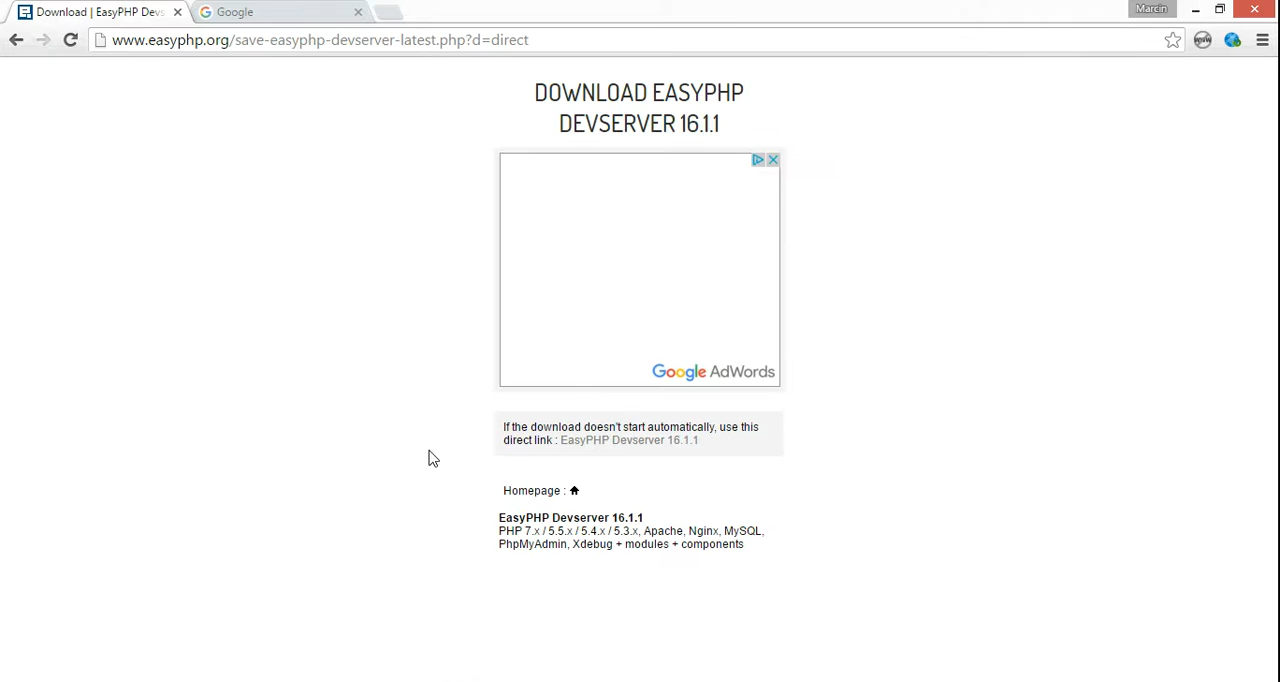 Download | EasyPHP Devs
Google
Marcin
www.easyphp.org/save-easyphp-devserver-latest.php?d=direct
DOWNLOAD EASYPHP
DEVSERVER 16.1.1
Google AdWords
If the download doesn't start automatically, use this
direct link : EasyPHP Devserver 16.1.1
Homepage :
EasyPHP Devserver 16.1.1
PHP 7.x / 5.5.x / 5.4.x / 5.3.x, Apache, Nginx, MySQL,
PhpMyAdmin, Xdebug + modules + components